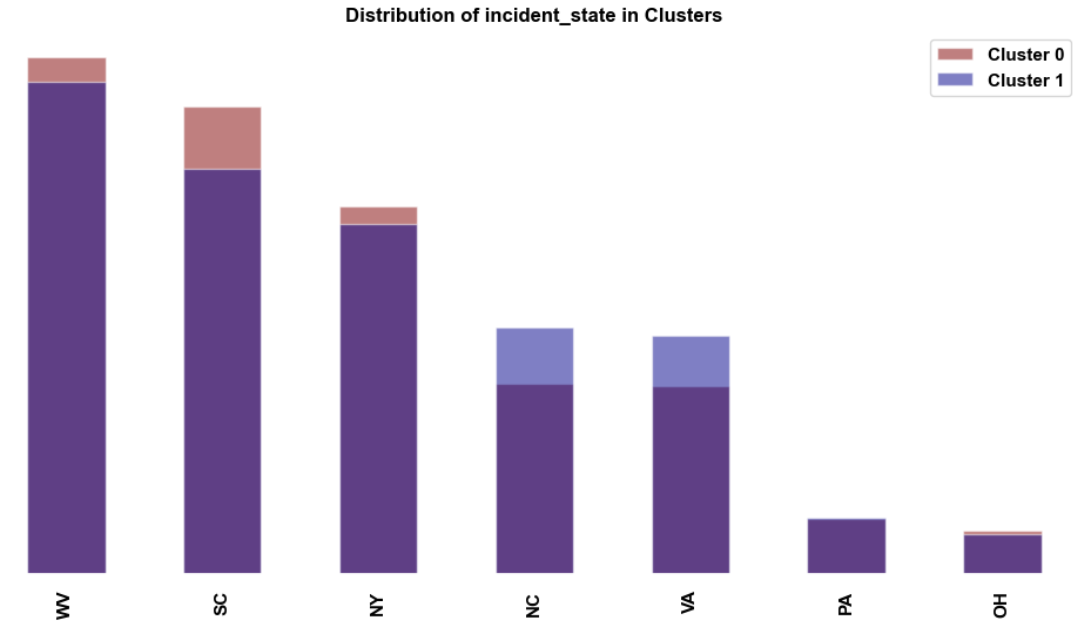 Distribution of incident_state in Clusters
Cluster 0
Cluster 1
WV
SC
NY
NC
VA
PA
OH